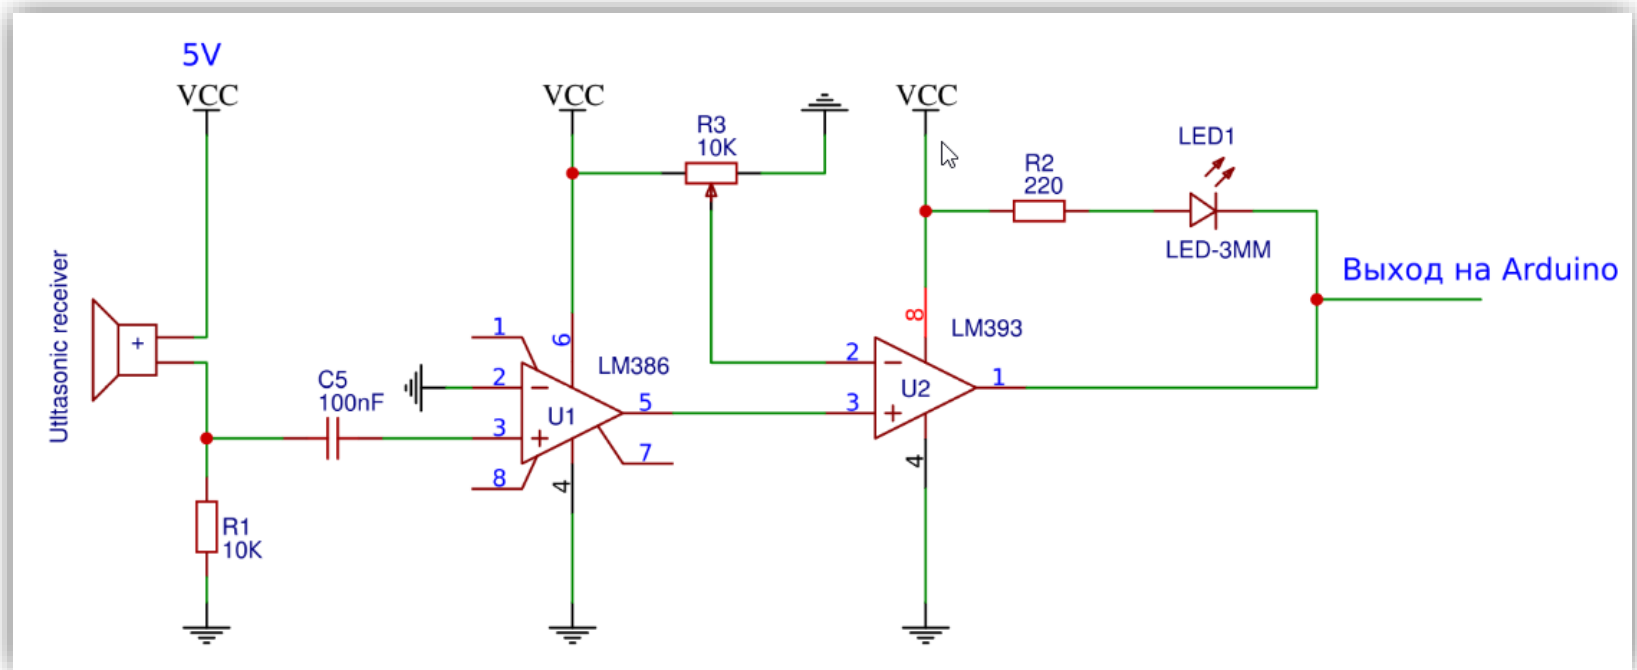 5V
VCC
VCC
VCC
R3
10K
LED1
R2
220
LED-3MM
Выход на Arduino
Utltasonic receiver
+
1
6
LM386
2
−
U1
5
C5
100nF
3
+
7
8
4
8
LM393
2
−
U2
1
3
+
4
R1
10K